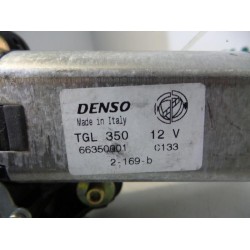 DENSO
Made in Italy
TGL 350 12 V
66350001 C133
2-169-b